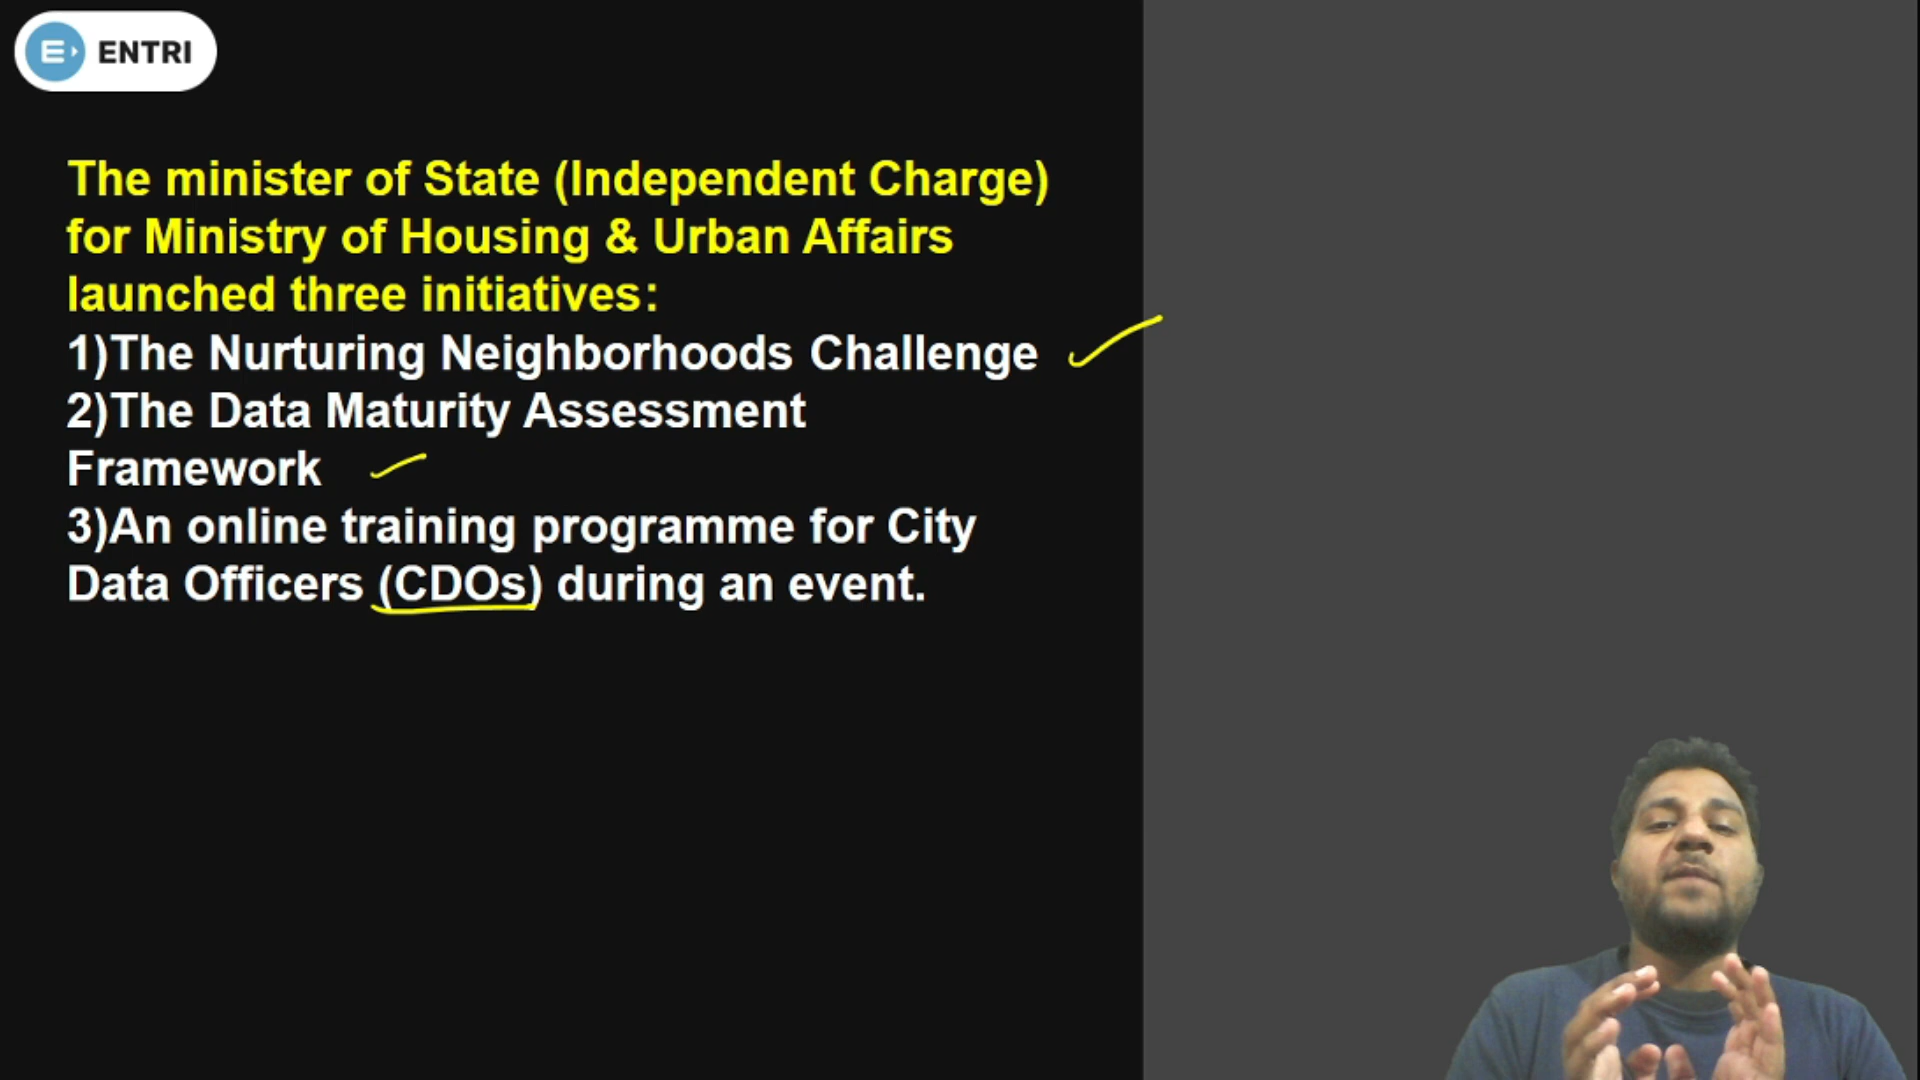 ENTRI
The minister of State (Independent Charge)
for Ministry of Housing & Urban Affairs
launched three initiatives:
1)The Nurturing Neighborhoods Challenge
2)The Data Maturity Assessment
Framework
3)An online training programme for City
Data Officers (CDOs) during an event.